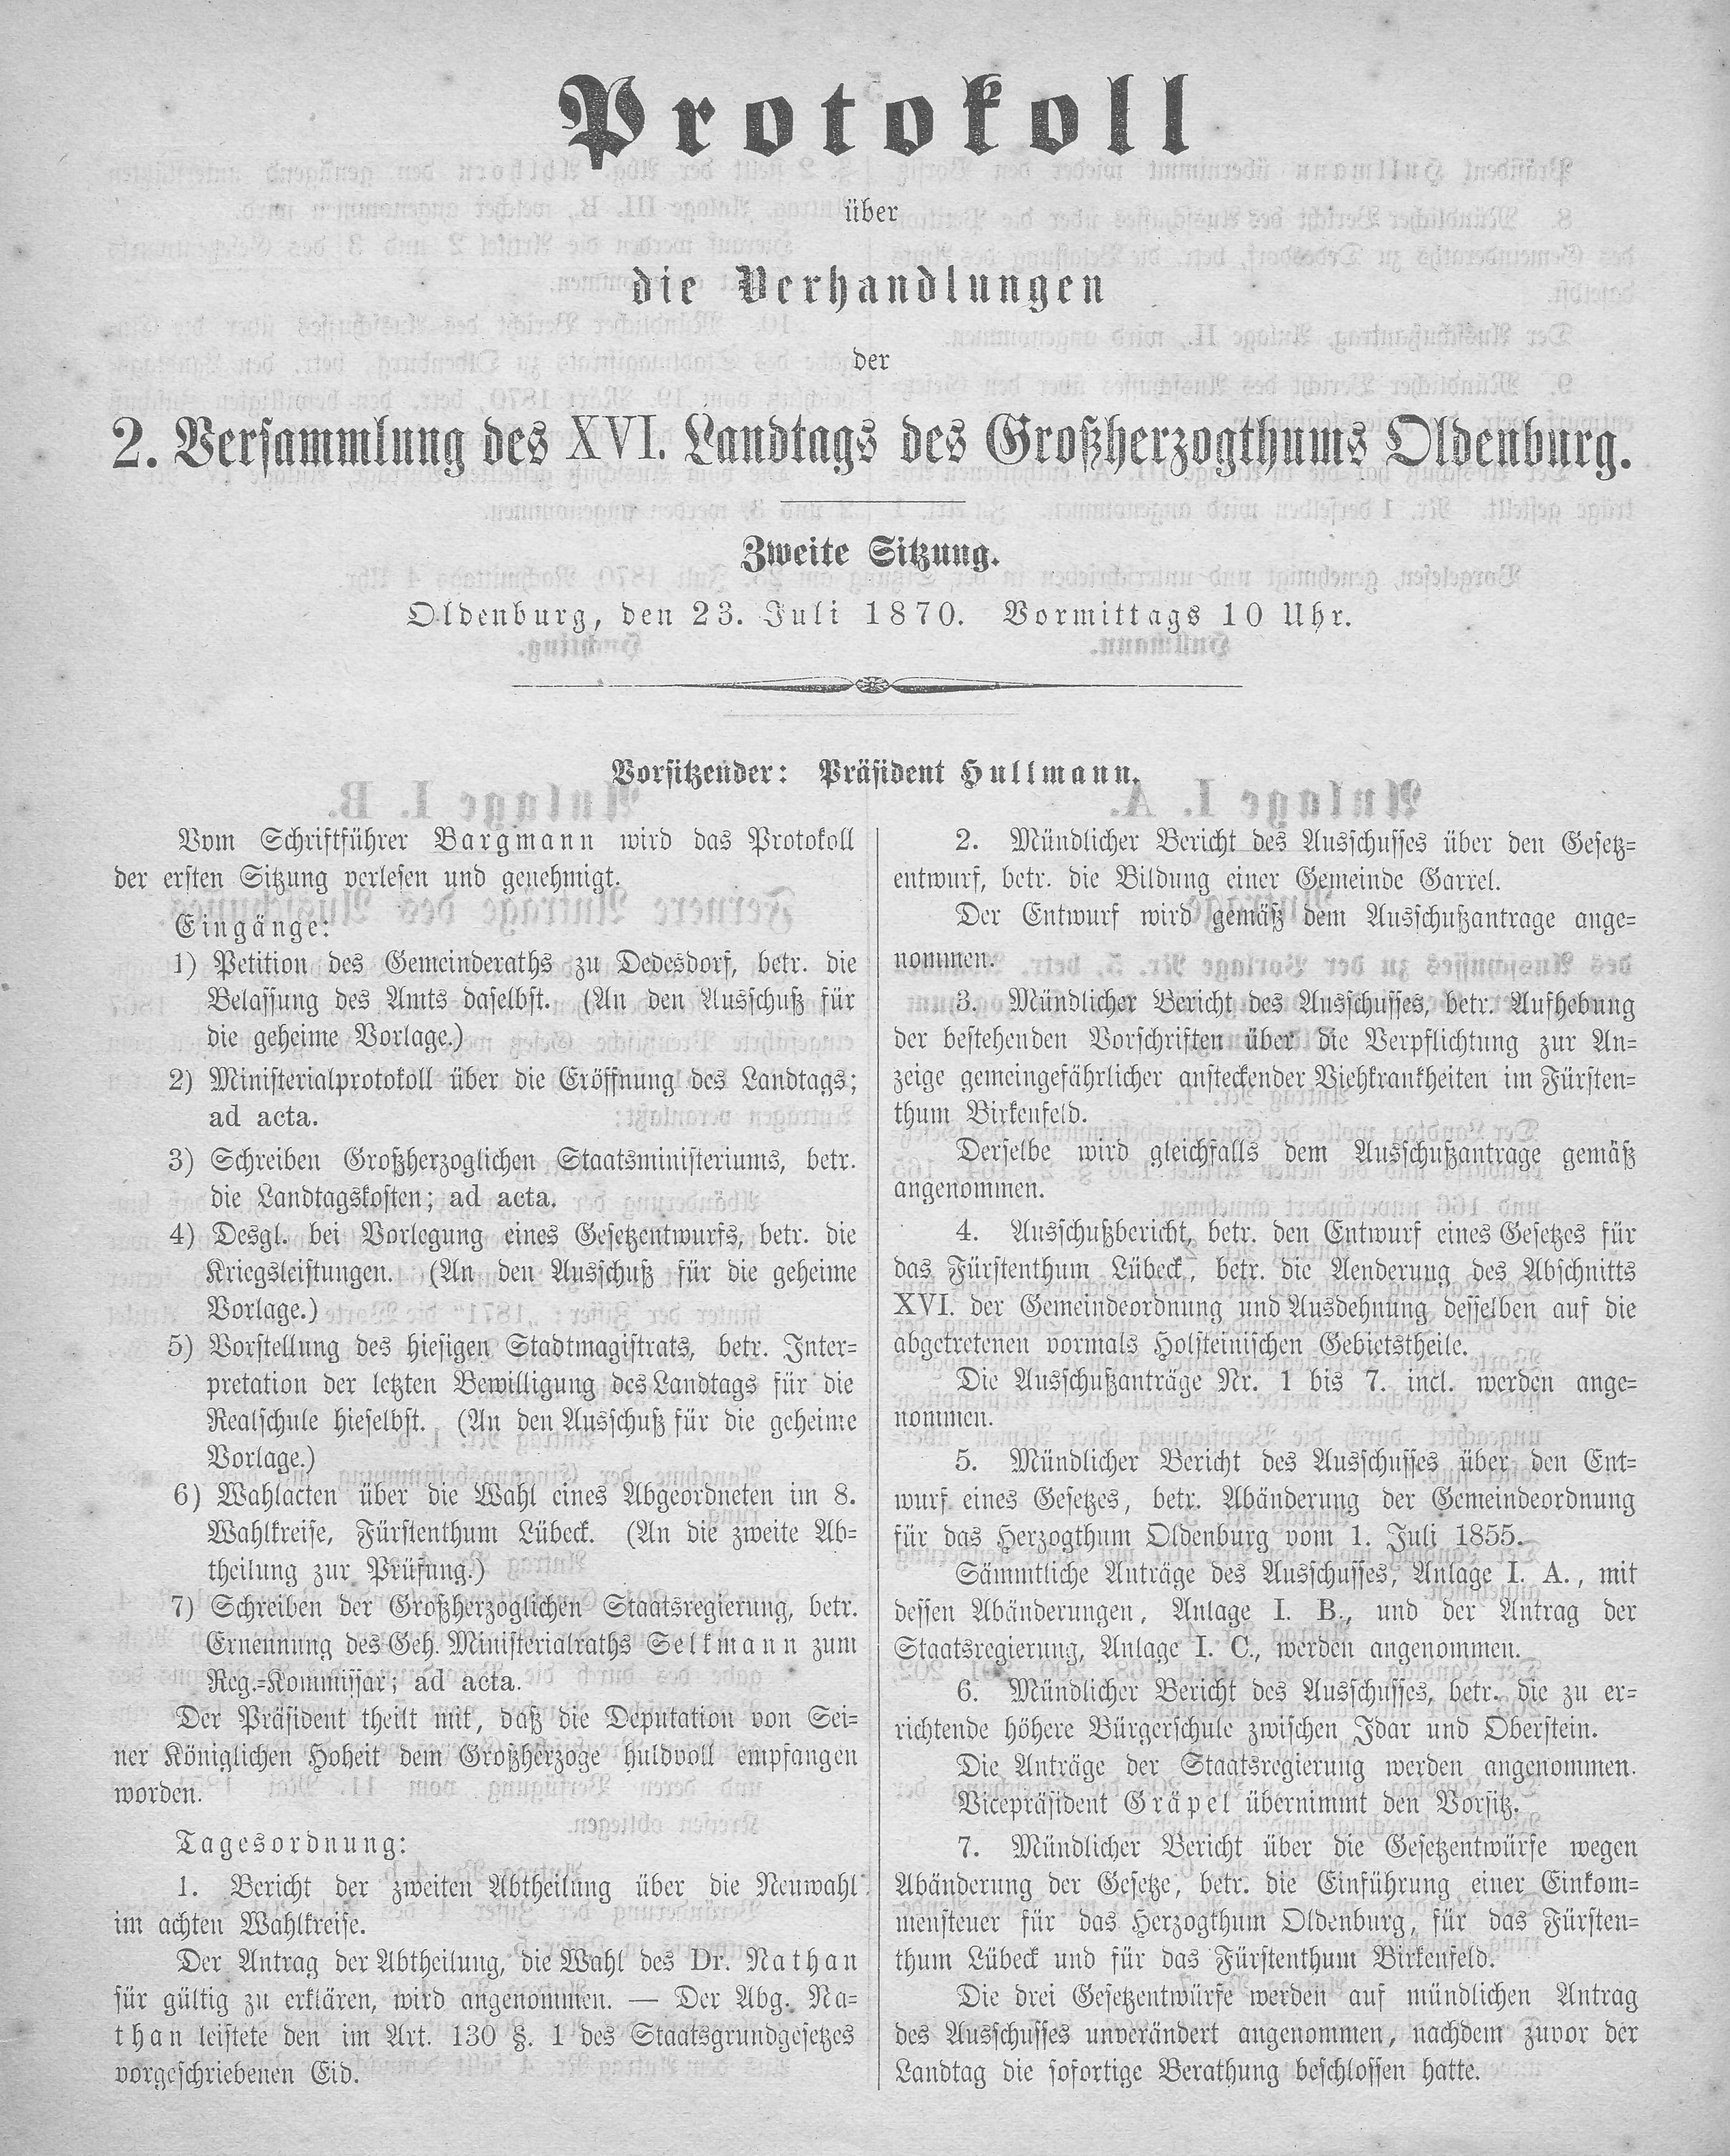 Protokoll
über
die Verhandlungen
der
2. Versammlung des XVI. Landtags des Großherzogthums Oldenburg.
Zweite Sitzung.
Oldenburg, den 23. Juli 1870. Vormittags 10 Uhr.
Vorsitzender: Präsident Hullmann.
Vom Schriftführer Bargmann wird das Protokoll
der ersten Sitzung verlesen und genehmigt.
Eingänge:
1) Petition des Gemeinderaths zu Dedesdorf, betr. die
Belassung des Amts daselbst. (An den Ausschuß für
die geheime Vorlage.)
2) Ministerialprotokoll über die Eröffnung des Landtags;
ad acta.
3) Schreiben Großherzoglichen Staatsministeriums, betr.
die Landtagskosten; ad acta.
4) Desgl. bei Vorlegung eines Gesetzentwurfs, betr. die
Kriegsleistungen. (An den Ausschuß für die geheime
Vorlage.)
5) Vorstellung des hiesigen Stadtmagistrats, betr. Inter-
pretation der letzten Bewilligung des Landtags für die
Realschule hieselbst. (An den Ausschuß für die geheime
Vorlage.)
6) Wahlacten über die Wahl eines Abgeordneten im 8.
Wahlkreise, Fürstenthum Lübeck. (An die zweite Ab-
theilung zur Prüfung.)
7) Schreiben der Großherzoglichen Staatsregierung, betr.
Ernennung des Geh. Ministerialraths Selkmann zum
Reg.-Kommissar; ad acta.
Der Präsident theilt mit, daß die Deputation von Sei-
ner Königlichen Hoheit dem Großherzoge huldvoll empfangen
worden.
Tagesordnung:
1. Bericht der zweiten Abtheilung über die Neuwahl
im achten Wahlkreise.
Der Antrag der Abtheilung, die Wahl des Dr. Nathan
für gültig zu erklären, wird angenommen. — Der Abg. Na-
than leistete den im Art. 130 §. 1 des Staatsgrundgesetzes
vorgeschriebenen Eid.
2. Mündlicher Bericht des Ausschusses über den Gesetz-
entwurf, betr. die Bildung einer Gemeinde Garrel.
Der Entwurf wird gemäß dem Ausschußantrage ange-
nommen.
3. Mündlicher Bericht des Ausschusses, betr. Aufhebung
der bestehenden Vorschriften über die Verpflichtung zur An-
zeige gemeingefährlicher ansteckender Viehkrankheiten im Fürsten-
thum Birkenfeld.
Derselbe wird gleichfalls dem Ausschußantrage gemäß
angenommen.
4. Ausschußbericht, betr. den Entwurf eines Gesetzes für
das Fürstenthum Lübeck, betr. die Aenderung des Abschnitts
XVI. der Gemeindeordnung und Ausdehnung desselben auf die
abgetretenen vormals Holsteinischen Gebietstheile.
Die Ausschußanträge Nr. 1 bis 7. incl. werden ange-
nommen.
5. Mündlicher Bericht des Ausschusses über den Ent-
wurf eines Gesetzes, betr. Abänderung der Gemeindeordnung
für das Herzogthum Oldenburg vom 1. Juli 1855.
Sämmtliche Anträge des Ausschusses, Anlage I. A., mit
dessen Abänderungen, Anlage I. B., und der Antrag der
Staatsregierung, Anlage I. C., werden angenommen.
6. Mündlicher Bericht des Ausschusses, betr. die zu er-
richtende höhere Bürgerschule zwischen Idar und Oberstein.
Die Anträge der Staatsregierung werden angenommen.
Vicepräsident Gräpel übernimmt den Vorsitz.
7. Mündlicher Bericht über die Gesetzentwürfe wegen
Abänderung der Gesetze, betr. die Einführung einer Einkom-
mensteuer für das Herzogthum Oldenburg, für das Fürsten-
thum Lübeck und für das Fürstenthum Birkenfeld.
Die drei Gesetzentwürfe werden auf mündlichen Antrag
des Ausschusses unverändert angenommen, nachdem zuvor der
Landtag die sofortige Berathung beschlossen hatte.